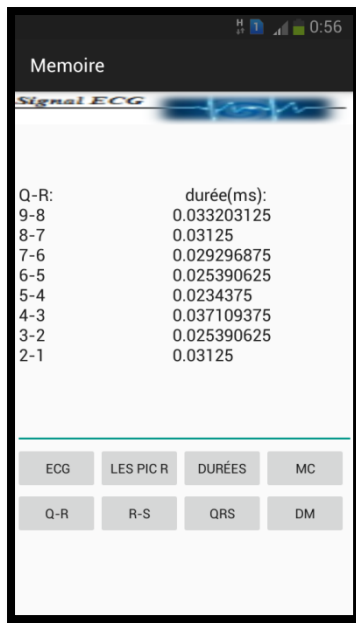 H 1 0:56
Memoire
Signal ECG
Q-R: durée(ms):
9-8 0.033203125
8-7 0.03125
7-6 0.029296875
6-5 0.025390625
5-4 0.0234375
4-3 0.037109375
3-2 0.025390625
2-1 0.03125
ECG LES PIC R DURÉES MC
Q-R R-S QRS DM